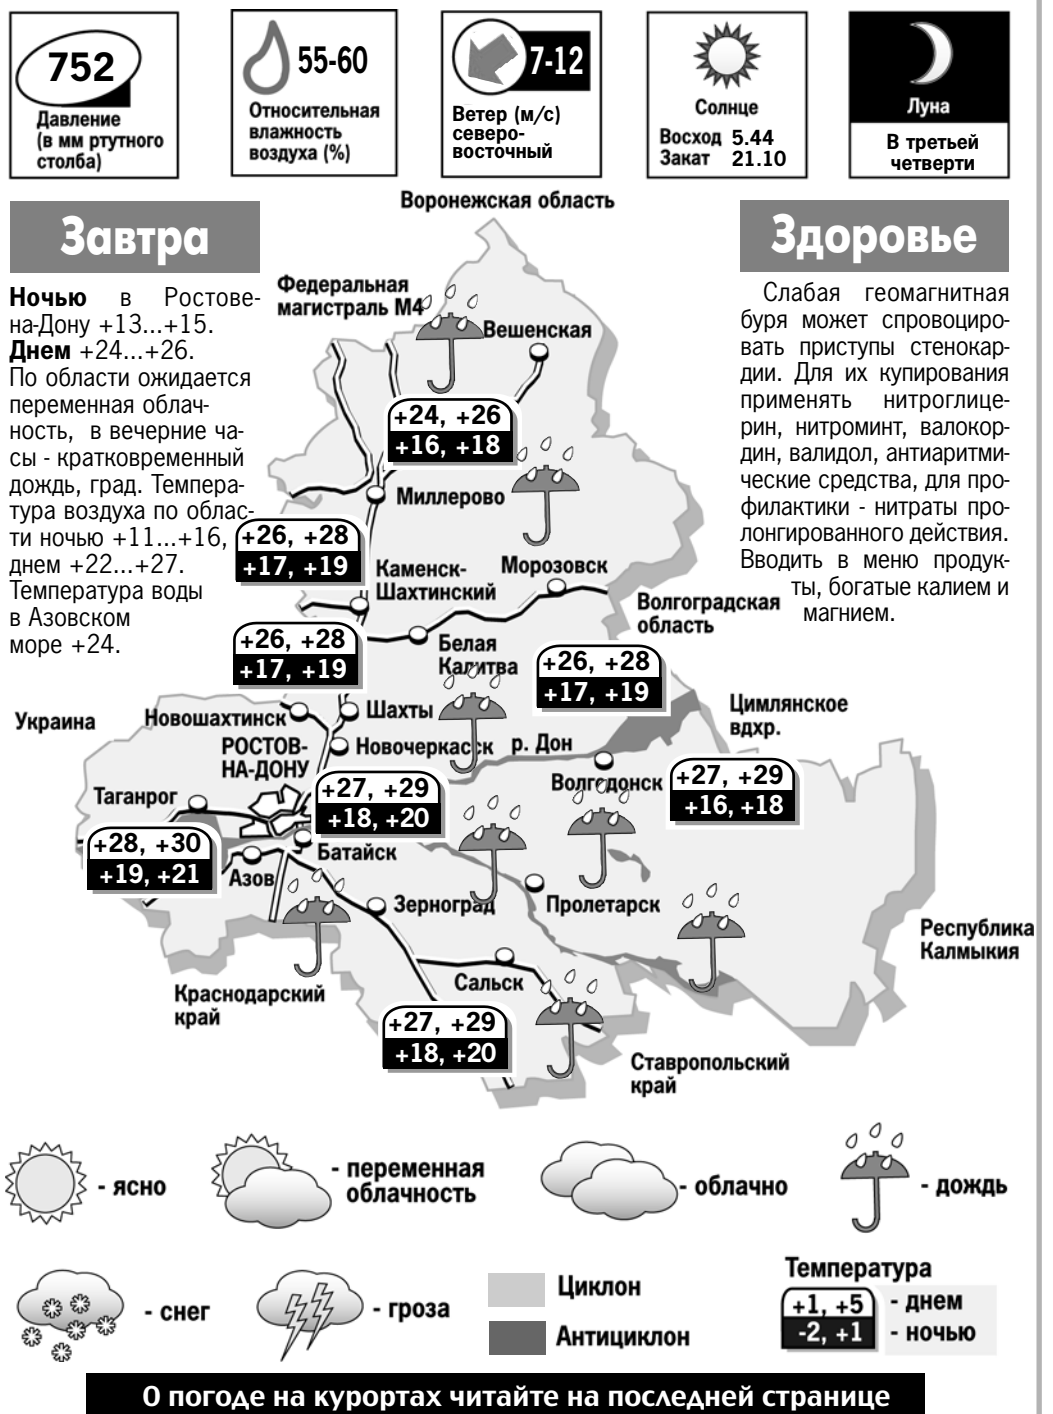 752
Давление
(в мм ртутного
столба)
55-60
Относительная
влажность
воздуха (%)
7-12
Ветер (м/с)
северо-
восточный
Солнце
Восход 5.44
Закат 21.10
Луна
В третьей
четверти
Завтра
Ночью в Ростове-
на-Дону +13...+15.
Днем +24...+26.
По области ожидается
переменная облач-
ность, в вечерние ча-
сы - кратковременный
дождь, град. Темпера-
тура воздуха по облас-
ти ночью +11...+16,
днем +22...+27.
Температура воды
в Азовском
море +24.
Здоровье
Слабая геомагнитная
буря может спровоциро-
вать приступы стенокар-
дии. Для их купирования
применять нитроглице-
рин, нитроминт, валокор-
дин, валидол, антиаритми-
ческие средства, для про-
филактики - нитраты про-
лонгированного действия.
Вводить в меню продук-
ты, богатые калием и
магнием.
Воронежская область
Федеральная
магистраль М4
Вешенская
+24, +26
+16, +18
Миллерово
+26, +28
+17, +19
Каменск-
Шахтинский
Морозовск
Волгоградская
область
+26, +28
+17, +19
Белая
Калитва
+26, +28
+17, +19
Цимлянское
вдхр.
Украина
Новошахтинск
Шахты
РОСТОВ-
НА-ДОНУ
Новочеркасск
р. Дон
Волгодонск
+27, +29
+16, +18
Таганрог
+27, +29
+18, +20
+28, +30
+19, +21
Батайск
Азов
Зерноград
Пролетарск
Республика
Калмыкия
Сальск
Краснодарский
край
+27, +29
+18, +20
Ставропольский
край
- ясно
- переменная
облачность
- облачно
- дождь
- снег
- гроза
Циклон
Антициклон
Температура
+1, +5 - днем
-2, +1 - ночью
О погоде на курортах читайте на последней странице